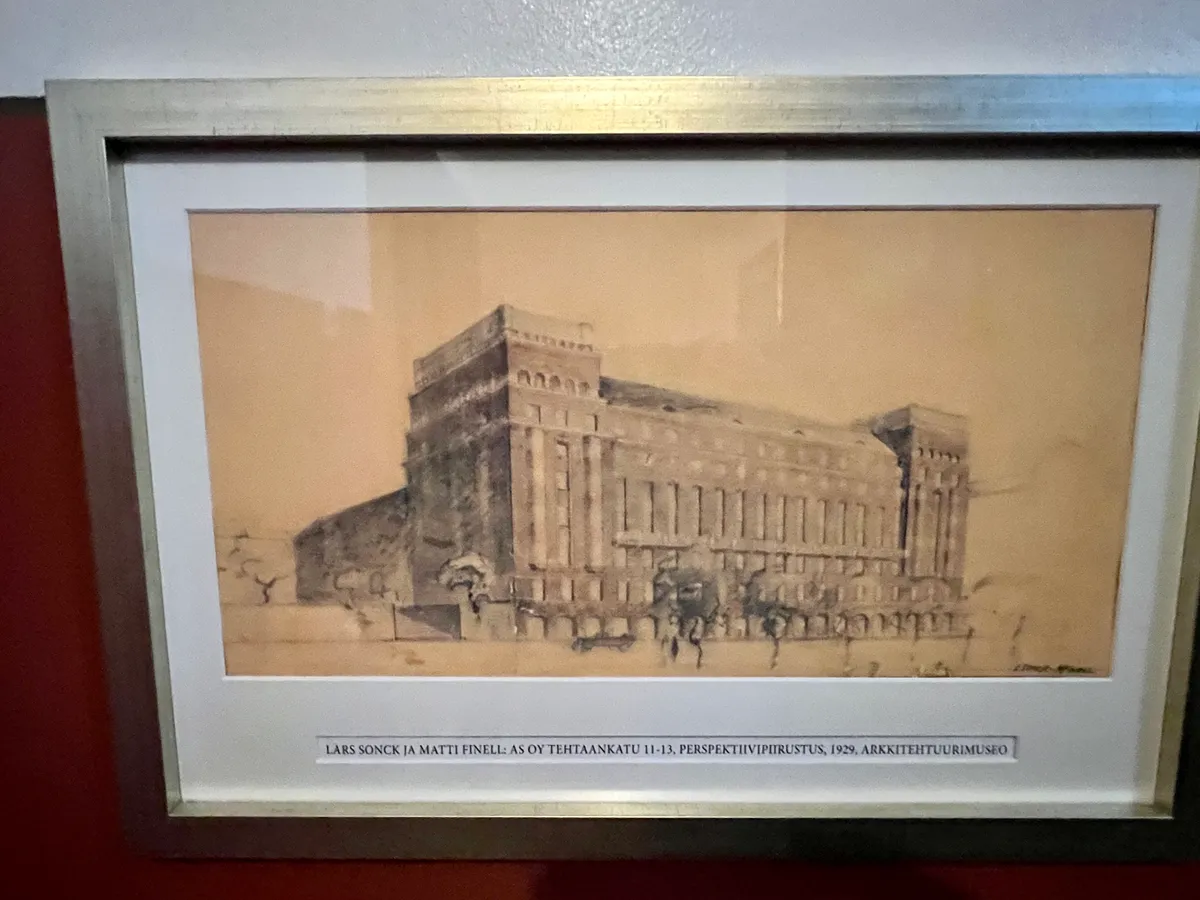 LARS SONCK JA MATTI FINELL: AS OY TEHTAANKATU 11-13, PERSPEKTIIVIPIIRUSTUS, 1929, ARKKITEHTUURIMUSEO